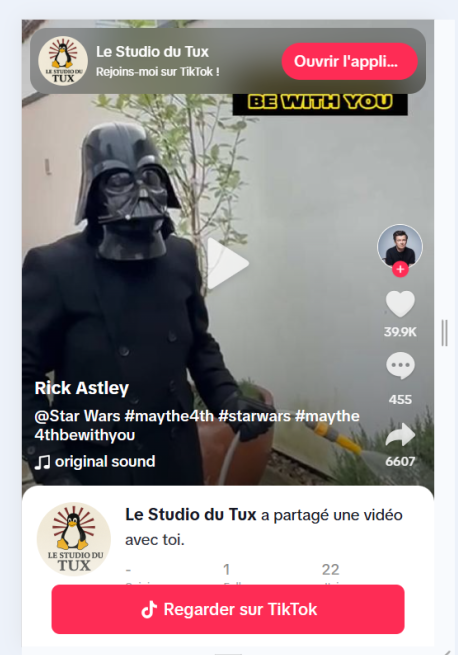 Le Studio du Tux
Rejoins-moi sur TikTok !
Ouvrir l'appli...
LE STUDIO DU
TUX
BE WITH YOU
39.9K
455
6607
Rick Astley
@Star Wars #maythe4th #starwars #maythe
4thbewithyou
original sound
LE STUDIO DU
TUX
Le Studio du Tux a partagé une vidéo
avec toi.
- 1 22
Regarder sur TikTok